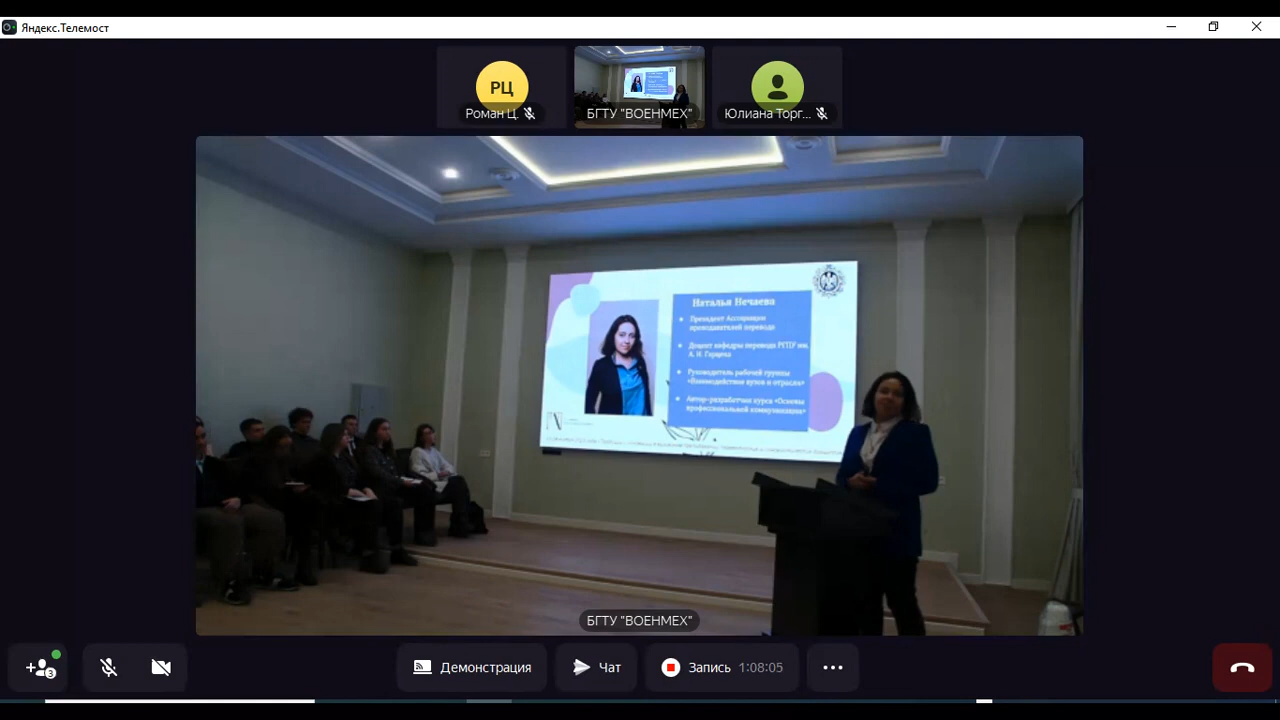 Яндекс.Телемост
РЦ
Роман Ц.
БГТУ "ВОЕНМЕХ"
Юлиана Торг...
Наталья Нечаева
Президент Ассоциации
преподавателей перевода
Доцент кафедры перевода РГПУ им.
А. И. Герцена
Руководитель рабочей группы
«Взаимодействие вузов и отрасли»
Автор-разработчик курса «Основы
профессиональной коммуникации»
БГТУ "ВОЕНМЕХ"
3
Демонстрация
Чат
Запись 1:08:05